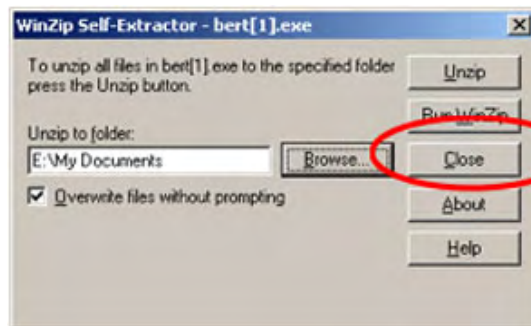 WinZip Self-Extractor - bert[1].exe
To unzip all files in bert[1].exe to the specified folder
press the Unzip button.
Unzip to folder:
E:\My Documents
Browse...
Overwrite files without prompting
Unzip
Run WinZip
Close
About
Help